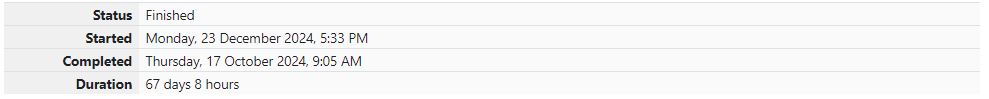 Status Finished
Started Monday, 23 December 2024, 5:33 PM
Completed Thursday, 17 October 2024, 9:05 AM
Duration 67 days 8 hours